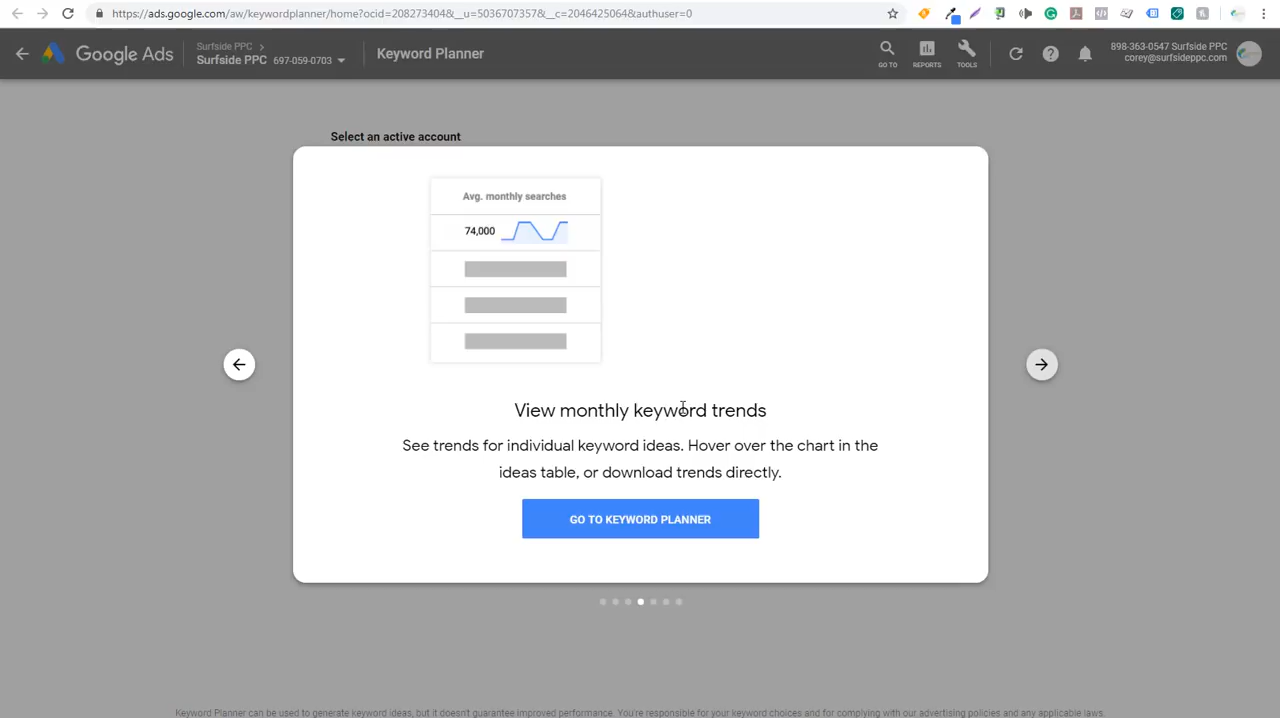 https://ads.google.com/aw/keywordplanner/home?ocid=208273404&__u=5036707357&__c=2046425064&authuser=0
Google Ads
Surfside PPC >
Surfside PPC 697-059-0703
Keyword Planner
GO TO
REPORTS
TOOLS
898-363-0547 Surfside PPC
corey@surfsideppc.com
Select an active account
Avg. monthly searches
74,000
View monthly keyword trends
See trends for individual keyword ideas. Hover over the chart in the
ideas table, or download trends directly.
GO TO KEYWORD PLANNER
Keyword Planner can be used to generate keyword ideas, but it doesn't guarantee improved performance. You're responsible for your keyword choices and for complying with our advertising policies and any applicable laws.